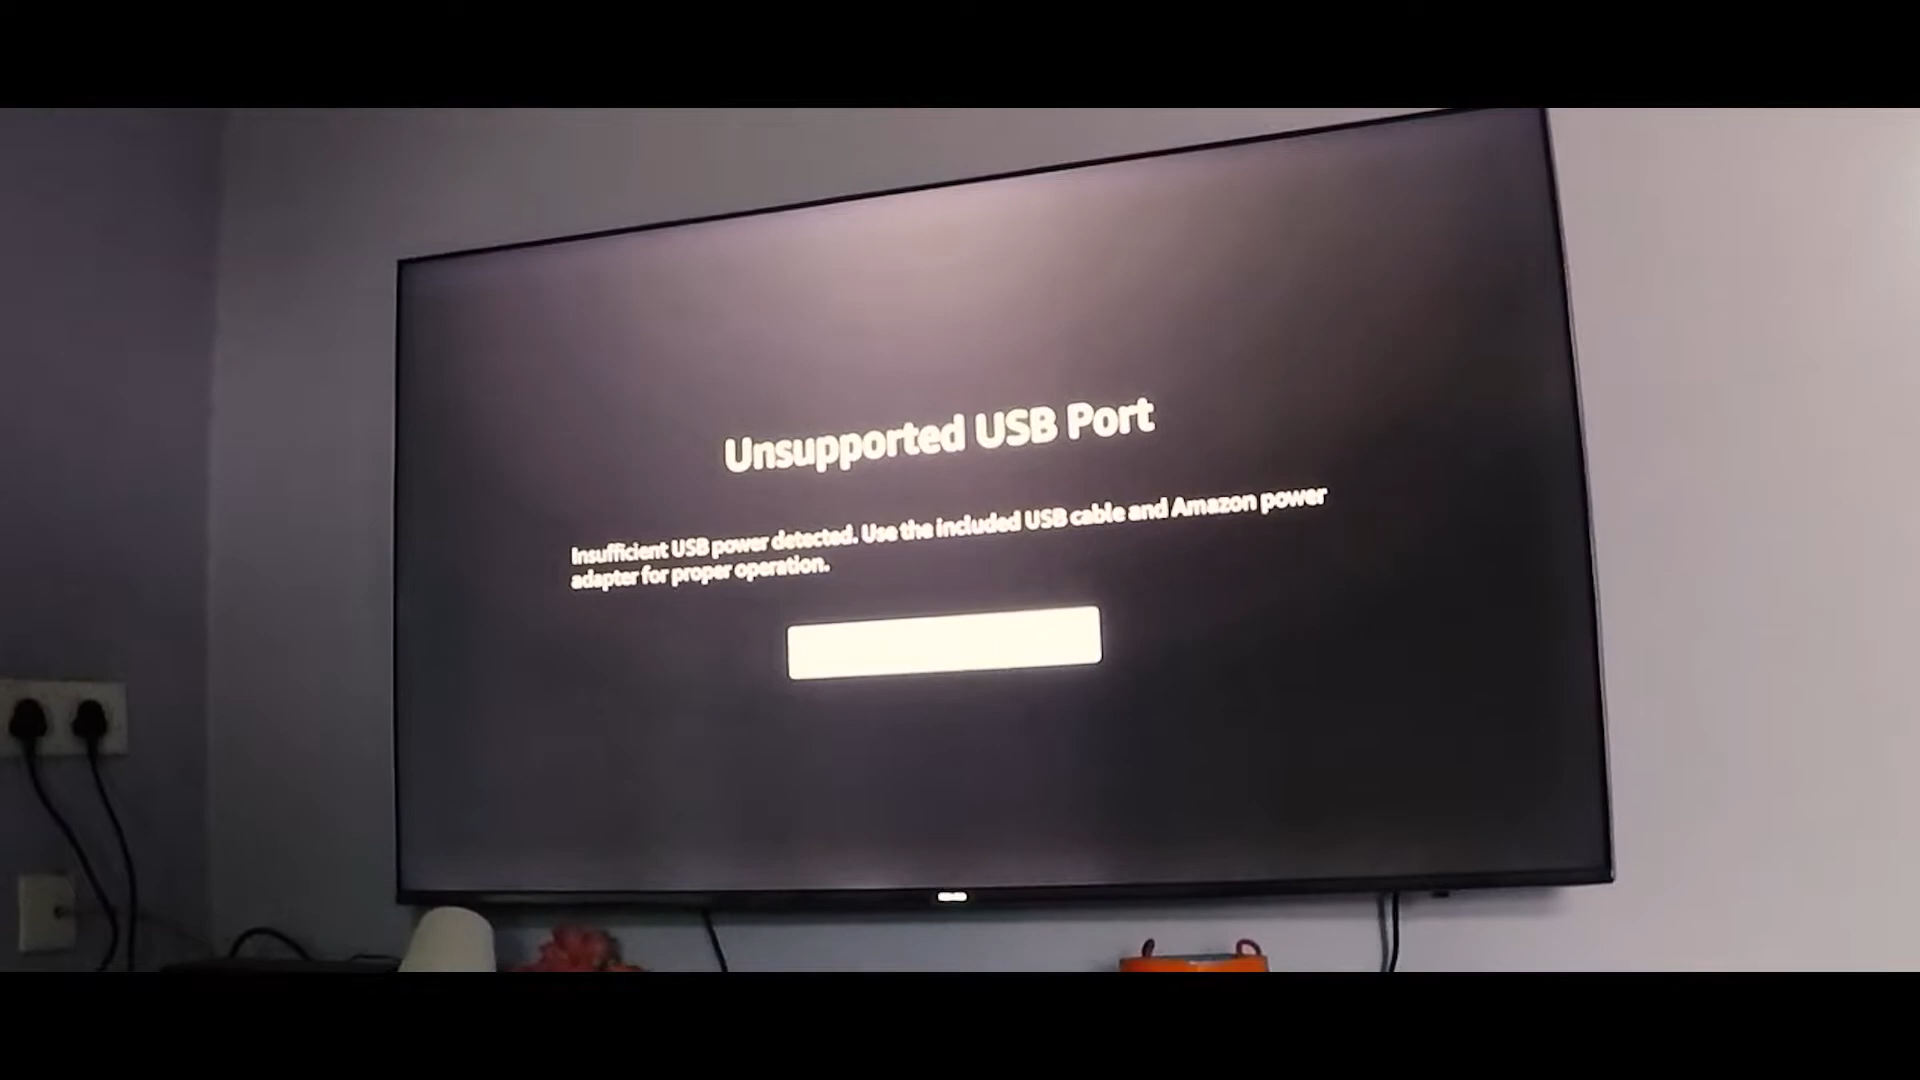 Unsupported USB Port
Insufficient USB power detected. Use the included USB cable and Amazon power
adapter for proper operation.